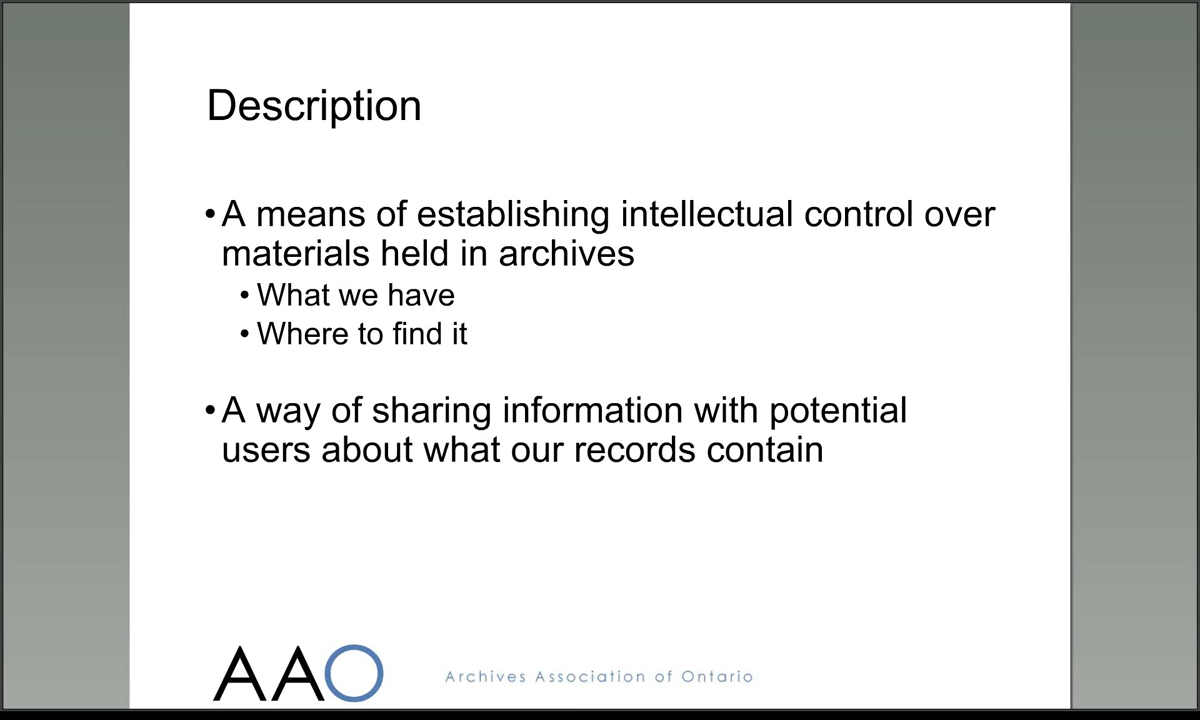 Description
•A means of establishing intellectual control over
materials held in archives
•What we have
•Where to find it
•A way of sharing information with potential
users about what our records contain
AAO
Archives Association of Ontario